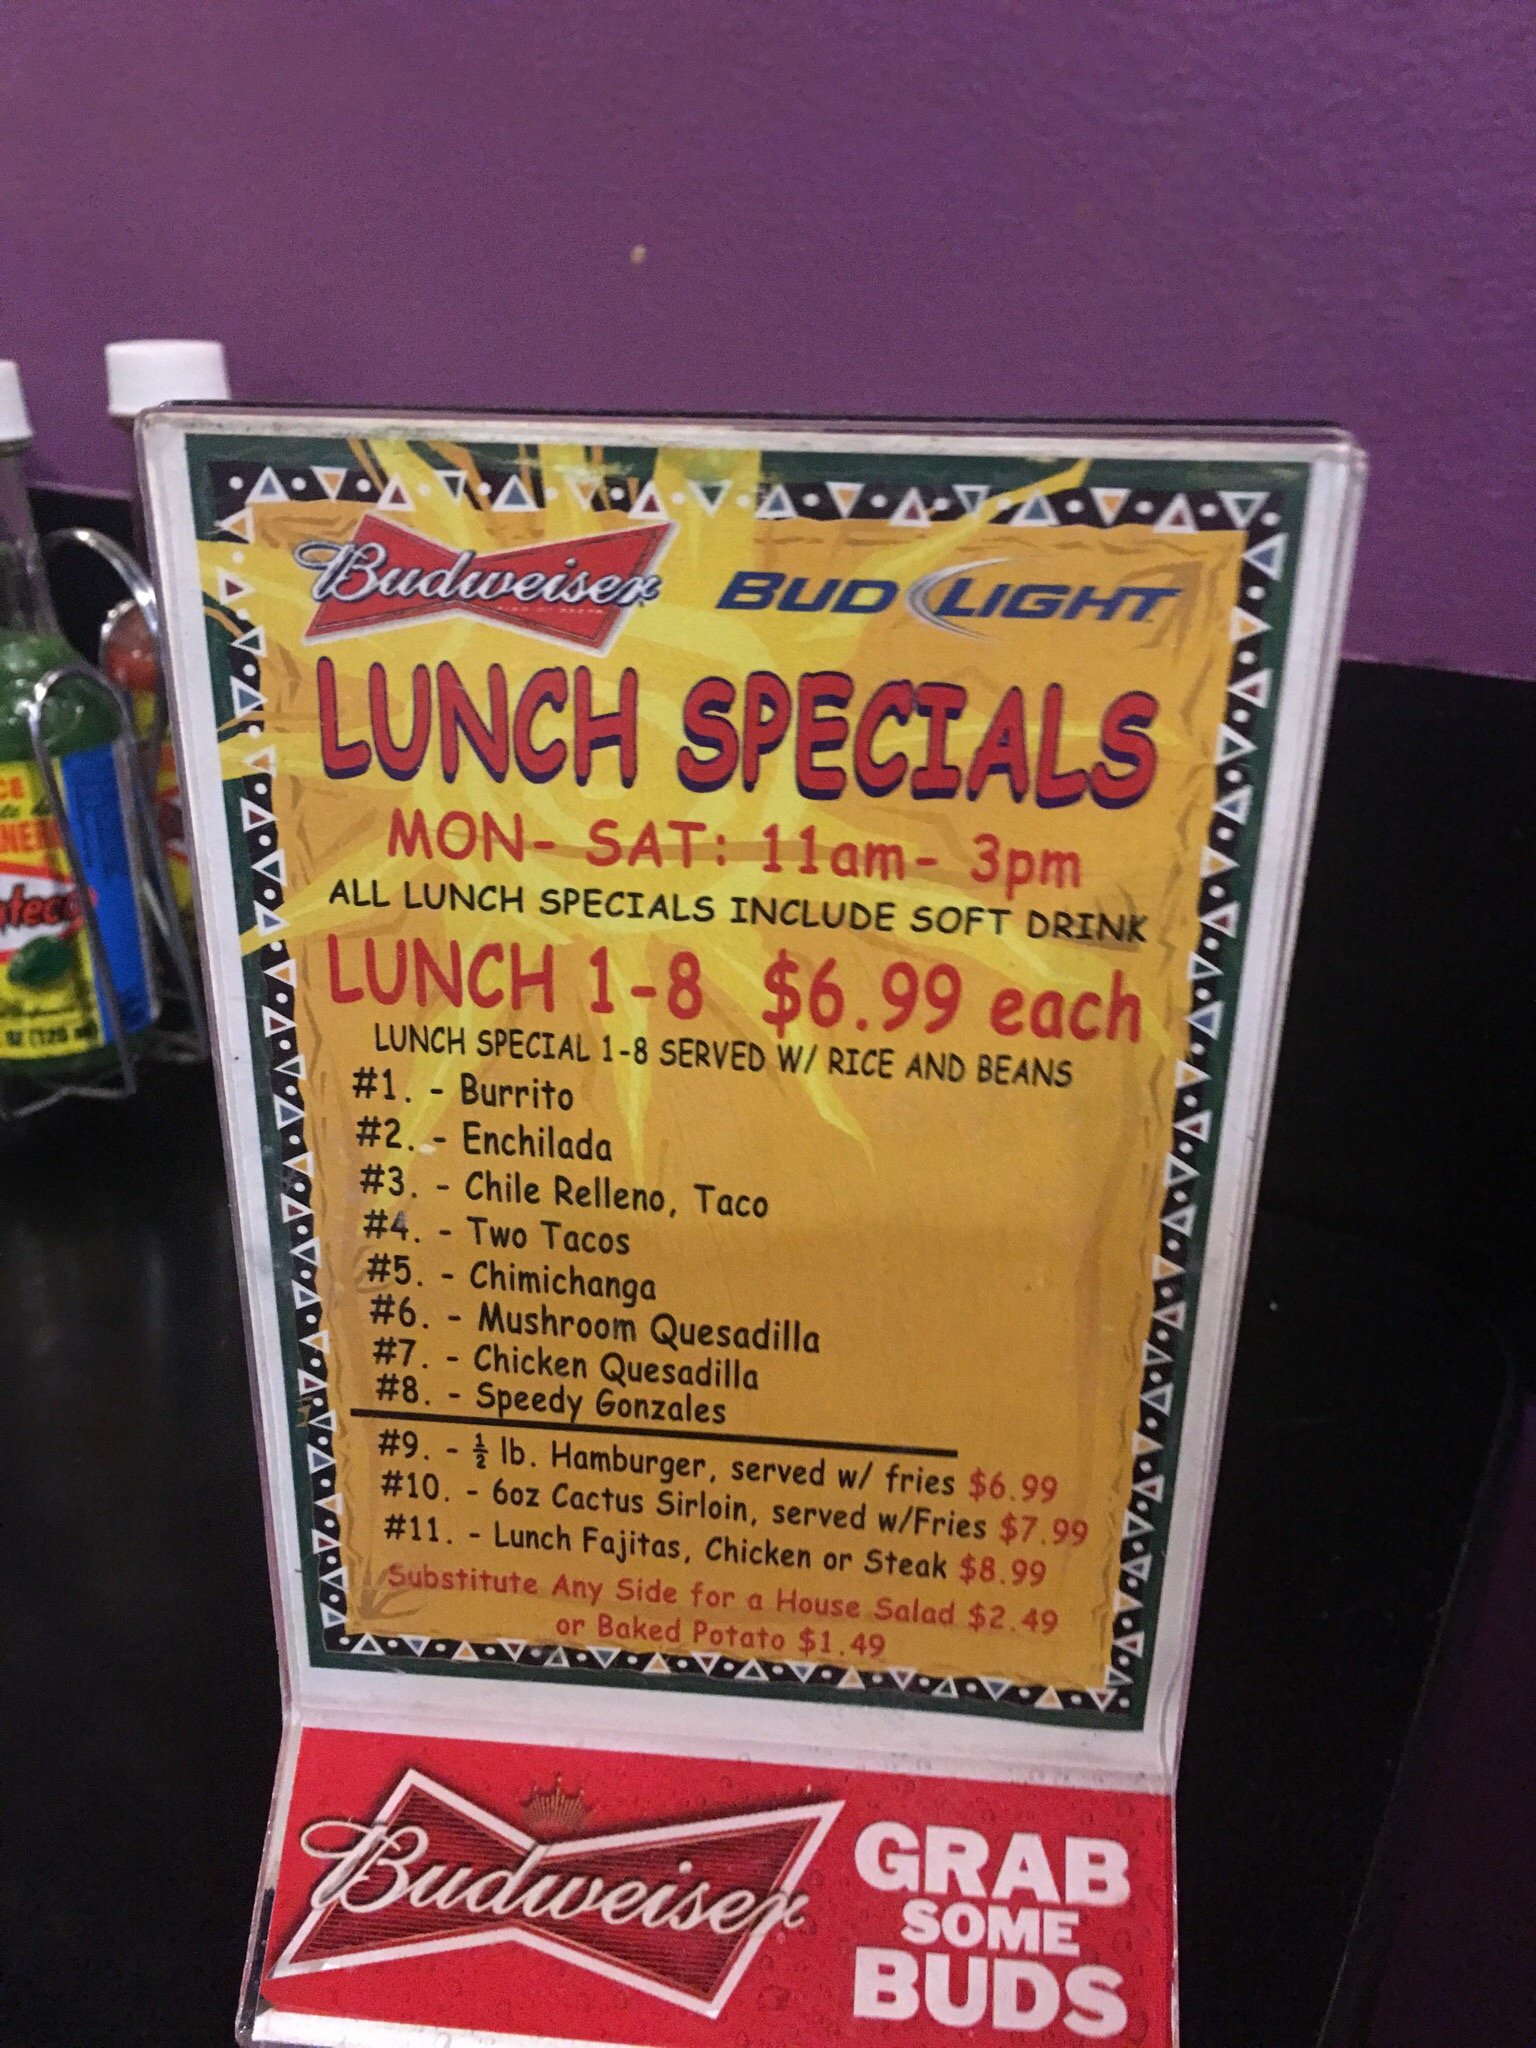 Budweiser BUD LIGHT
LUNCH SPECIALS
MON- SAT: 11am- 3pm
ALL LUNCH SPECIALS INCLUDE SOFT DRINK
LUNCH 1-8 $6.99 each
LUNCH SPECIAL 1-8 SERVED W/ RICE AND BEANS
#1. - Burrito
#2. - Enchilada
#3. - Chile Relleno, Taco
#4. - Two Tacos
#5. - Chimichanga
#6. - Mushroom Quesadilla
#7. - Chicken Quesadilla
#8. - Speedy Gonzales
#9. - ½ lb. Hamburger, served w/ fries $6.99
#10. - 6oz Cactus Sirloin, served w/Fries $7.99
#11. - Lunch Fajitas, Chicken or Steak $8.99
Substitute Any Side for a House Salad $2.49
or Baked Potato $1.49
Budweiser
GRAB
SOME
BUDS